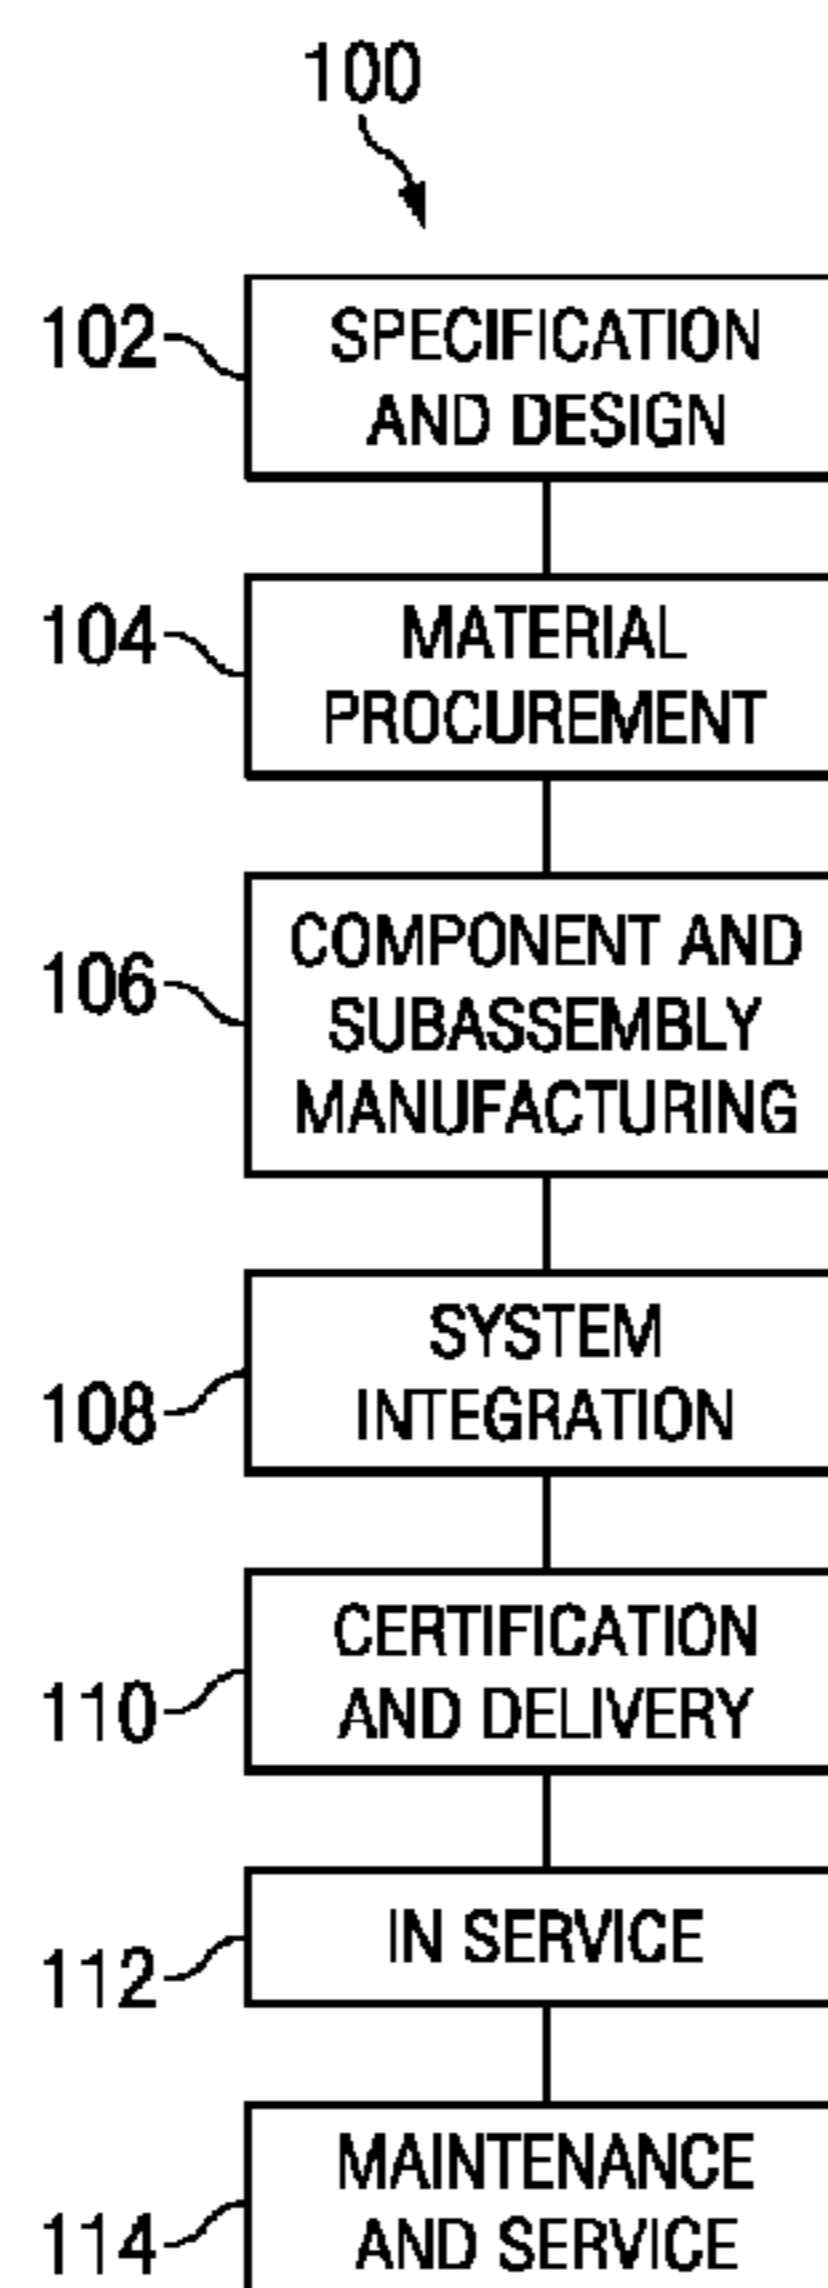 100
102
SPECIFICATION
AND DESIGN
104
MATERIAL
PROCUREMENT
106
COMPONENT AND
SUBASSEMBLY
MANUFACTURING
108
SYSTEM
INTEGRATION
110
CERTIFICATION
AND DELIVERY
112
IN SERVICE
114
MAINTENANCE
AND SERVICE